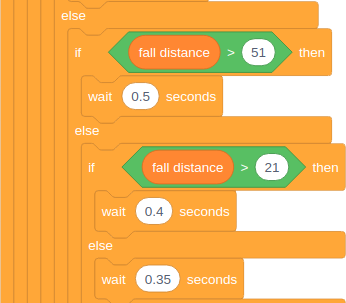 else
if fall distance > 51 then
wait 0.5 seconds
else
if fall distance > 21 then
wait 0.4 seconds
else
wait 0.35 seconds